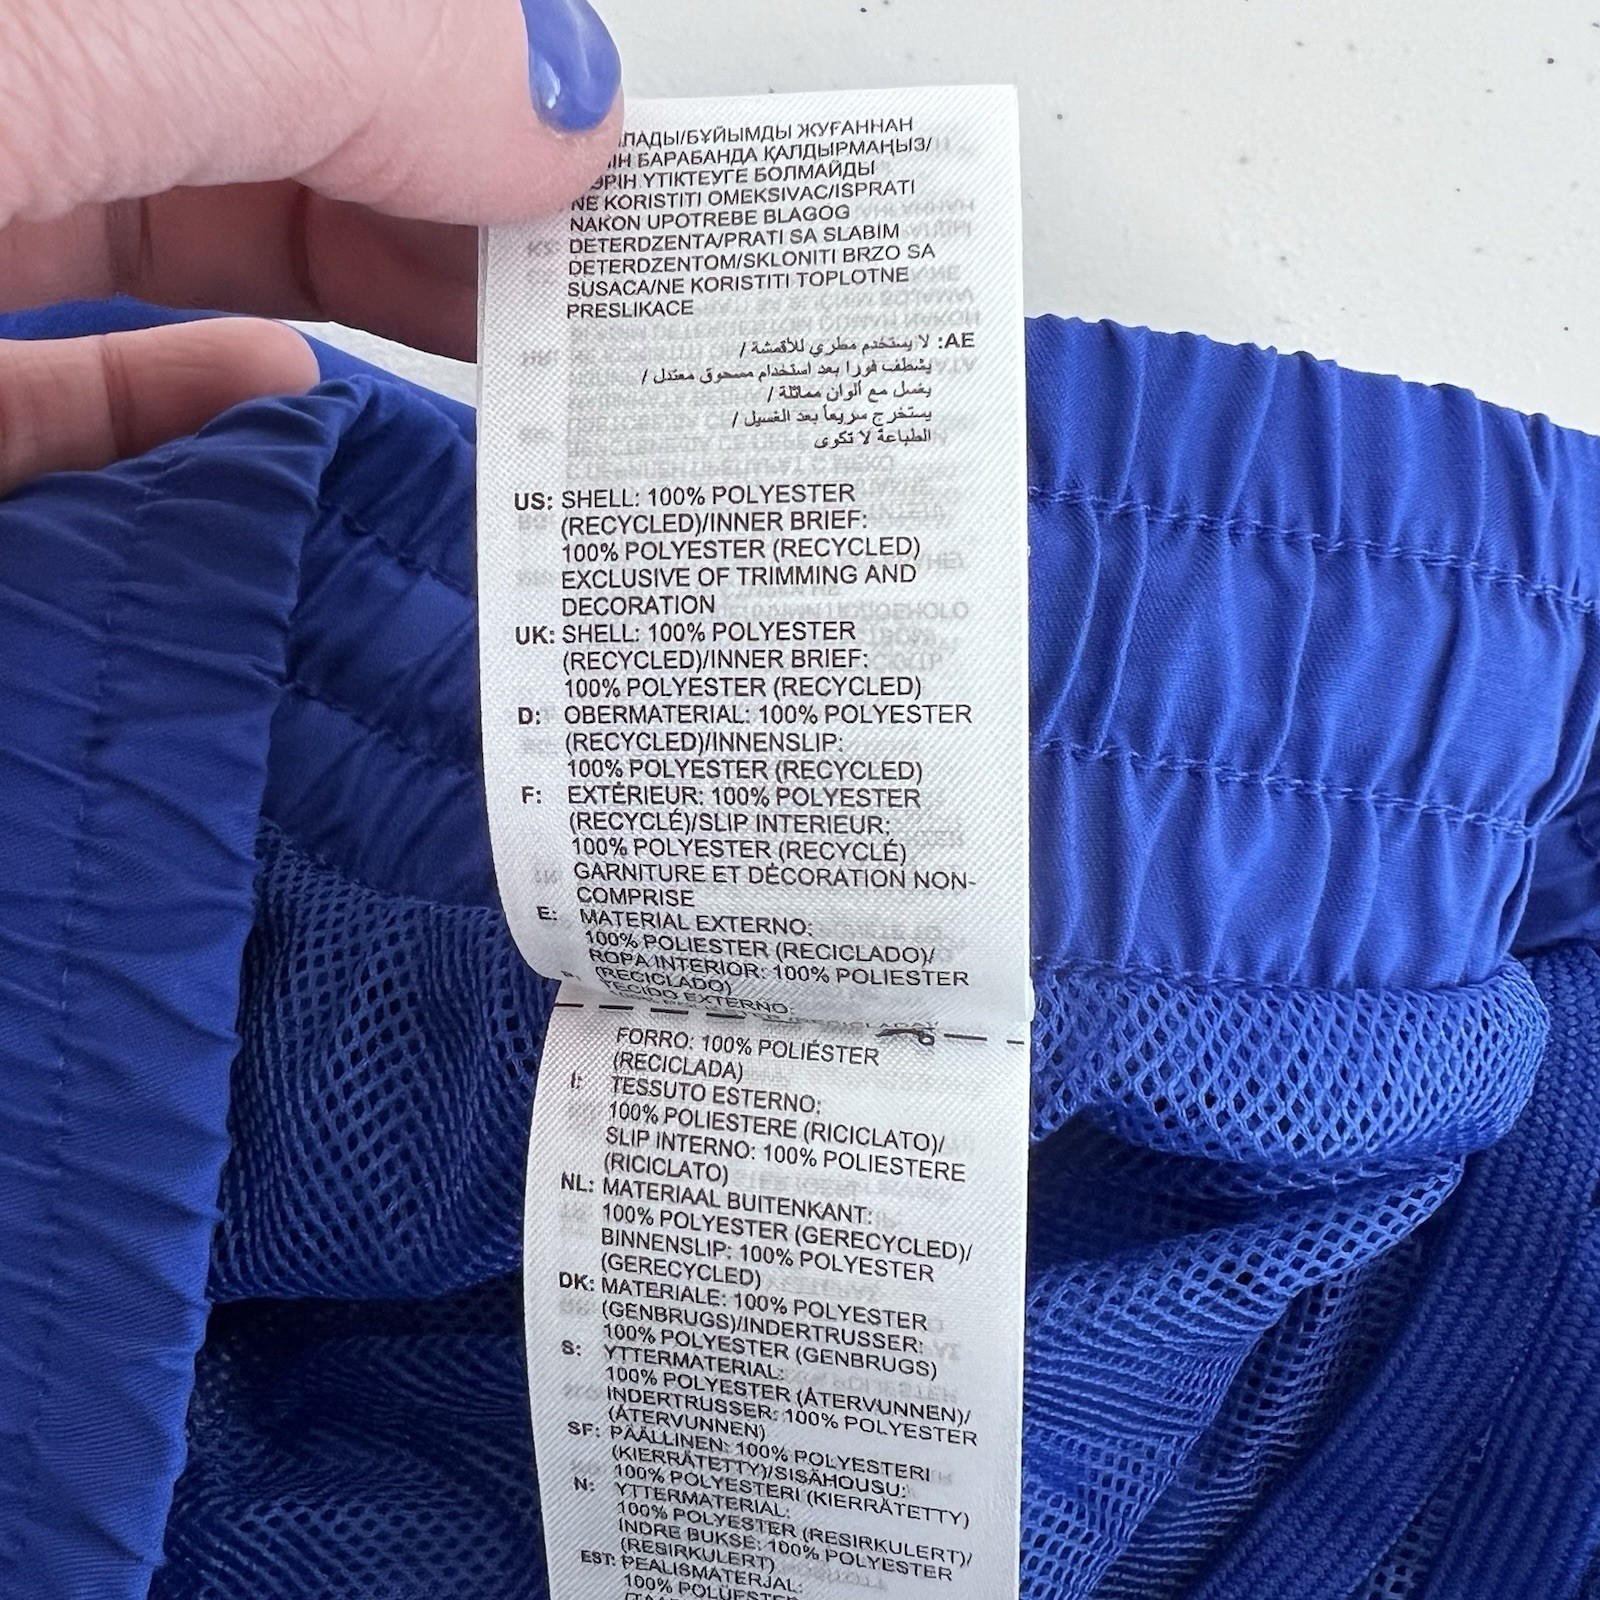 БҰЙЫМДЫ ЖУҒАННАН
БАРАБАНДА ҚАЛДЫРМАҢЫЗ/
ҮТІКТЕУГЕ БОЛМАЙДЫ
NE KORISTITI OMEKSIVAC/ISPRATI
NAKON UPOTREBE BLAGOG
DETERDZENTA/PRATI SA SLABIM
DETERDZENTOM/SKLONITI BRZO SA
SUSACA/NE KORISTITI TOPLOTNE
PRESLIKACE
AE: لا يستخدم مطري للأقمشة /
يشطف فورا بعد استخدام مسحوق معتدل /
يغسل مع ألوان مماثلة /
يستخرج سريعاً بعد الغسيل /
الطباعة لا تكوى
US: SHELL: 100% POLYESTER
(RECYCLED)/INNER BRIEF:
100% POLYESTER (RECYCLED)
EXCLUSIVE OF TRIMMING AND
DECORATION
UK: SHELL: 100% POLYESTER
(RECYCLED)/INNER BRIEF:
100% POLYESTER (RECYCLED)
D: OBERMATERIAL: 100% POLYESTER
(RECYCLED)/INNENSLIP:
100% POLYESTER (RECYCLED)
F: EXTÉRIEUR: 100% POLYESTER
(RECYCLÉ)/SLIP INTERIEUR:
100% POLYESTER (RECYCLÉ)
GARNITURE ET DÉCORATION NON-
COMPRISE
E: MATERIAL EXTERNO:
100% POLIESTER (RECICLADO)/
ROPA INTERIOR: 100% POLIESTER
(RECICLADO)
TECIDO EXTERNO:
FORRO: 100% POLIÉSTER
(RECICLADA)
I: TESSUTO ESTERNO:
100% POLIESTERE (RICICLATO)/
SLIP INTERNO: 100% POLIESTERE
(RICICLATO)
NL: MATERIAAL BUITENKANT:
100% POLYESTER (GERECYCLED)/
BINNENSLIP: 100% POLYESTER
(GERECYCLED)
DK: MATERIALE: 100% POLYESTER
(GENBRUGS)/INDERTRUSSER:
100% POLYESTER (GENBRUGS)
S: YTTERMATERIAL:
100% POLYESTER (ÅTERVUNNEN)/
INDERTRUSSER: 100% POLYESTER
(ÅTERVUNNEN)
SF: PÄÄLLINEN: 100% POLYESTERI
(KIERRÄTETTY)/SISÄHOUSU:
100% POLYESTERI (KIERRÄTETTY)
N: YTTERMATERIAL:
100% POLYESTER (RESIRKULERT)/
INDRE BUKSE: 100% POLYESTER
(RESIRKULERT)
EST: PEALISMATERJAL:
100% POLÜESTER